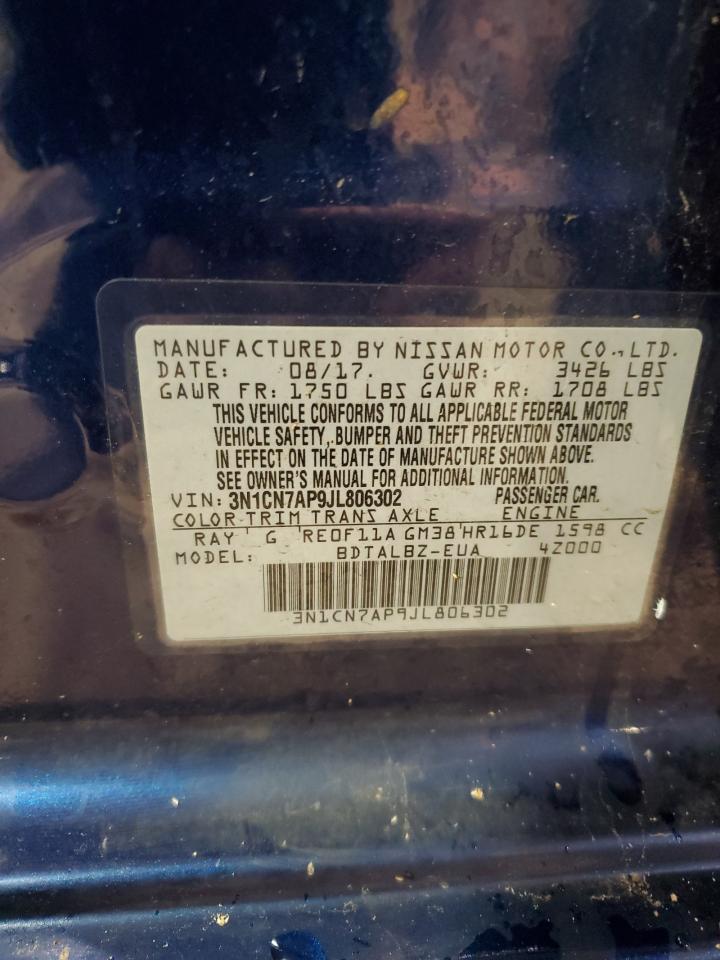 MANUFACTURED BY NISSAN MOTOR CO.,LTD.
DATE: 08/17. GVWR: 3426 LBS
GAWR FR: 1750 LBS GAWR RR: 1708 LBS
THIS VEHICLE CONFORMS TO ALL APPLICABLE FEDERAL MOTOR
VEHICLE SAFETY, BUMPER AND THEFT PREVENTION STANDARDS
IN EFFECT ON THE DATE OF MANUFACTURE SHOWN ABOVE.
SEE OWNER'S MANUAL FOR ADDITIONAL INFORMATION.
VIN: 3N1CN7AP9JL806302 PASSENGER CAR.
COLOR TRIM TRANS AXLE ENGINE
RAY G RE0F11A GM38 HR16DE 1598 CC
MODEL: BDTALBZ-EUA 4Z000
3N1CN7AP9JL806302